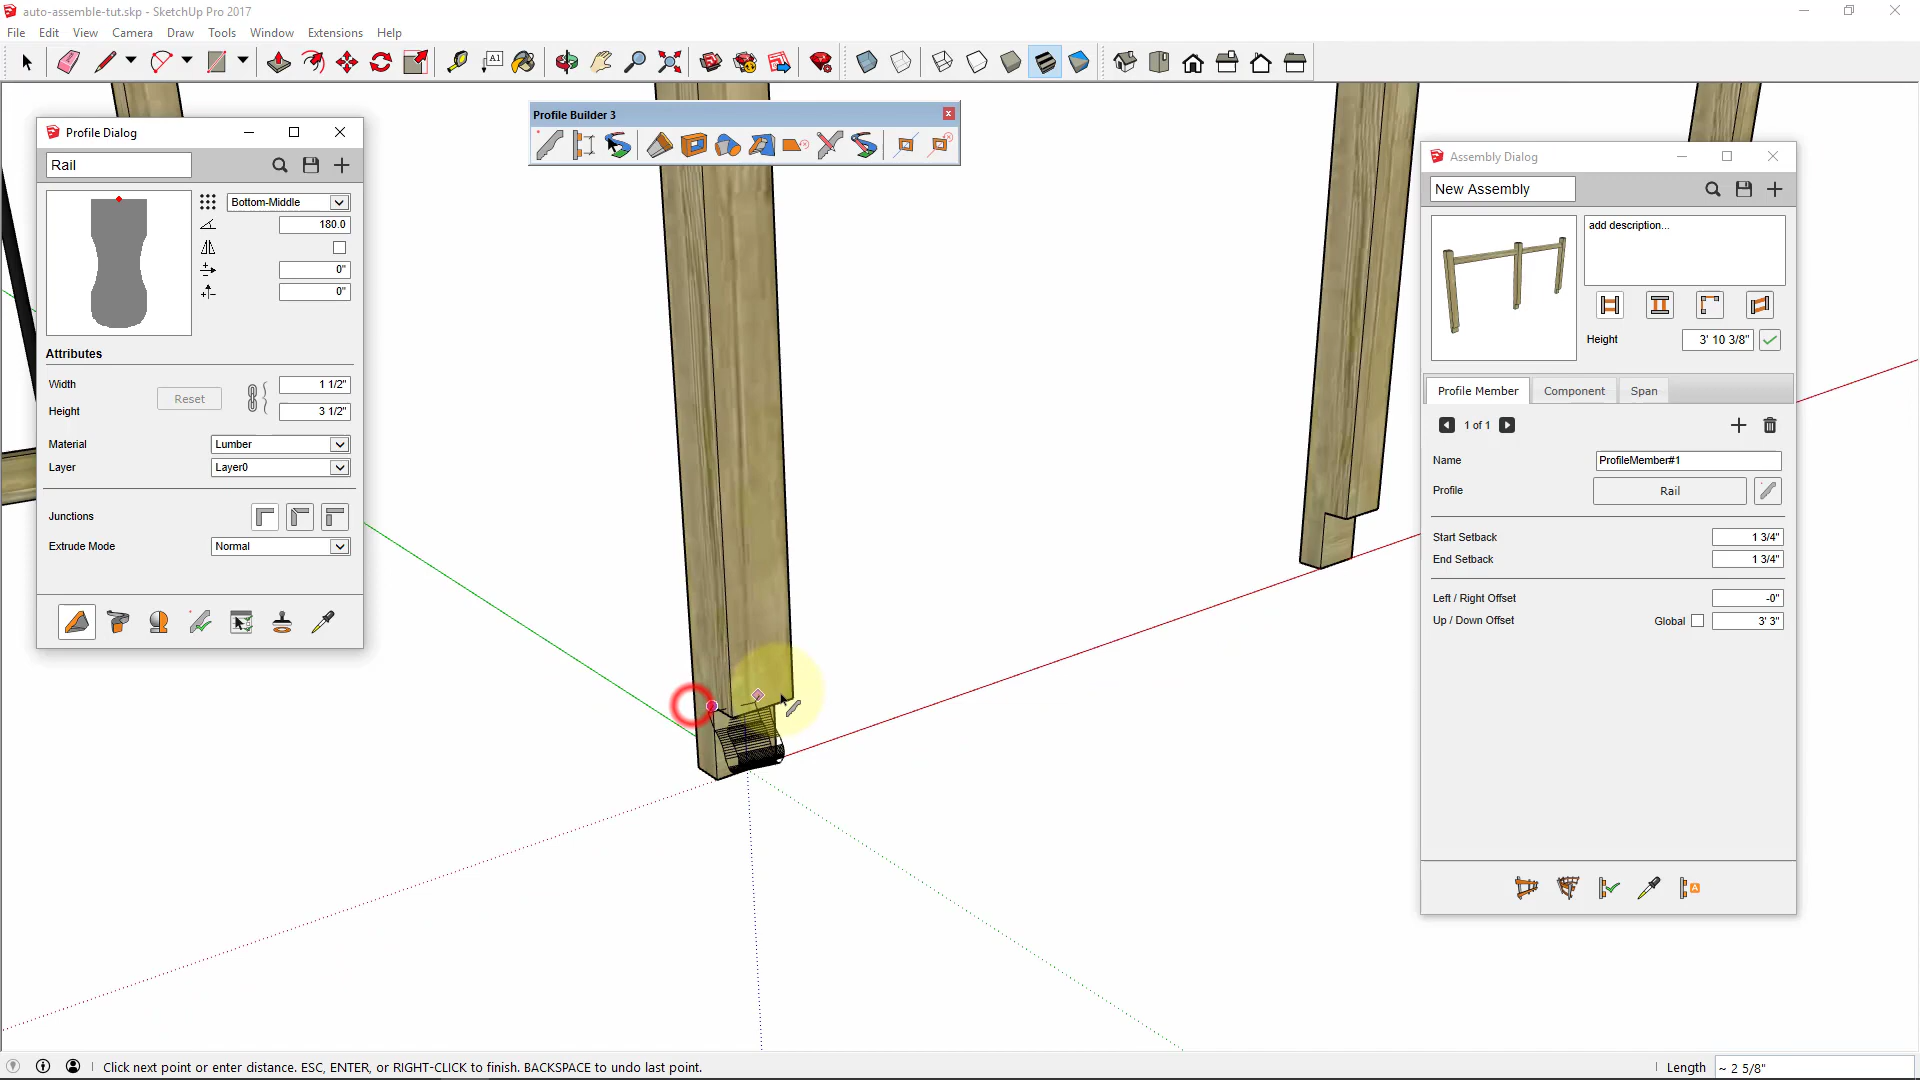 auto-assemble-tut.skp - SketchUp Pro 2017
File Edit View Camera Draw Tools Window Extensions Help
A1
Profile Builder 3
Profile Dialog
Rail
Bottom-Middle
180.0
0"
0"
Attributes
Width 1 1/2"
Reset
Height 3 1/2"
Material Lumber
Layer Layer0
Junctions
Extrude Mode Normal
Assembly Dialog
New Assembly
add description...
Height 3' 10 3/8"
Profile Member Component Span
1 of 1
Name ProfileMember#1
Profile Rail
Start Setback 1 3/4"
End Setback 1 3/4"
Left / Right Offset -0"
Up / Down Offset Global 3' 3"
A
Click next point or enter distance. ESC, ENTER, or RIGHT-CLICK to finish. BACKSPACE to undo last point.
Length ~ 2 5/8"